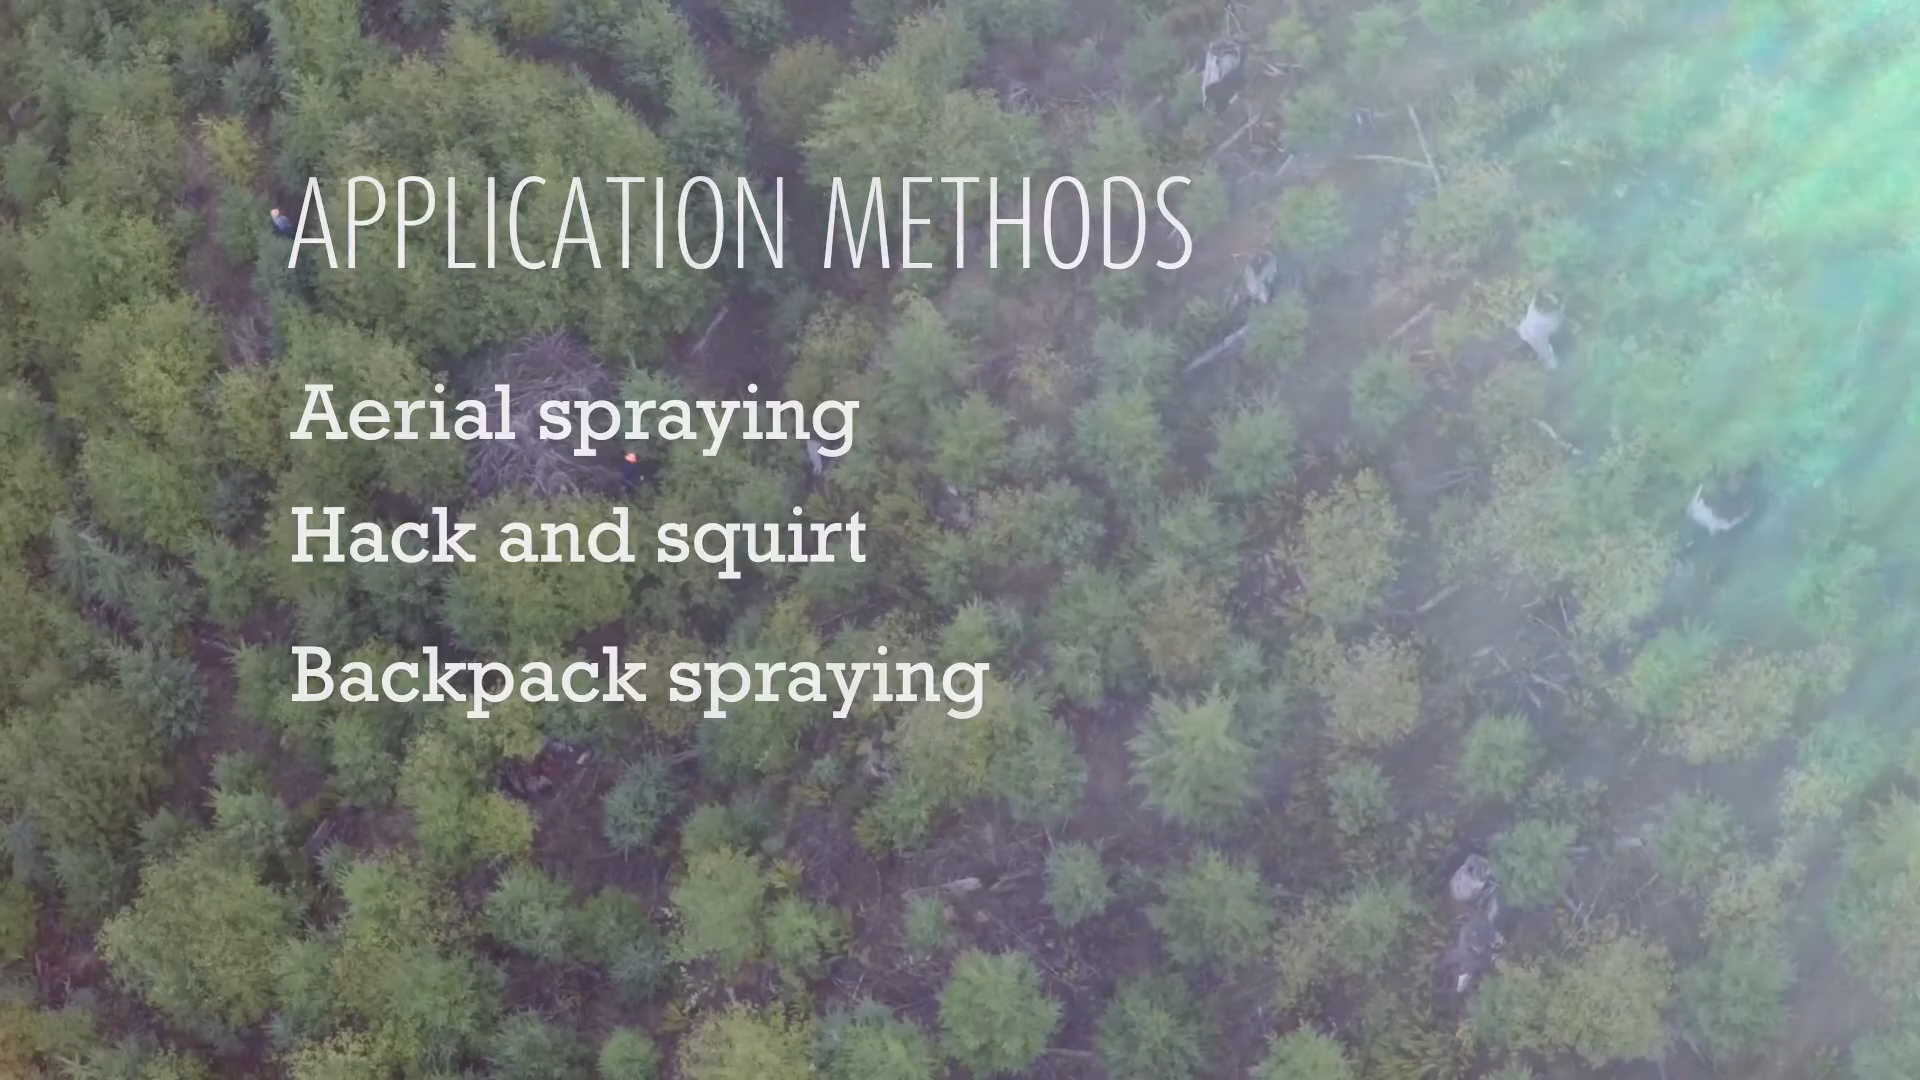 APPLICATION METHODS
Aerial spraying
Hack and squirt
Backpack spraying